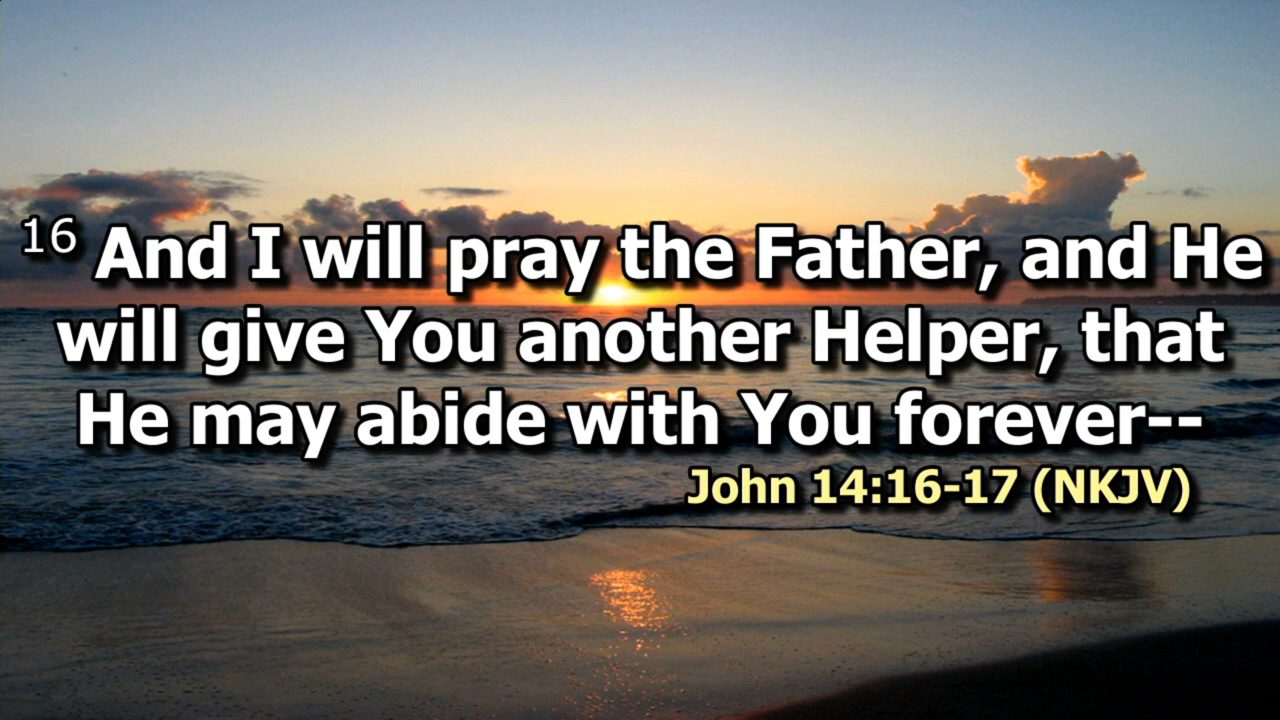 16 And I will pray the Father, and He
will give You another Helper, that
He may abide with You forever--
John 14:16-17 (NKJV)